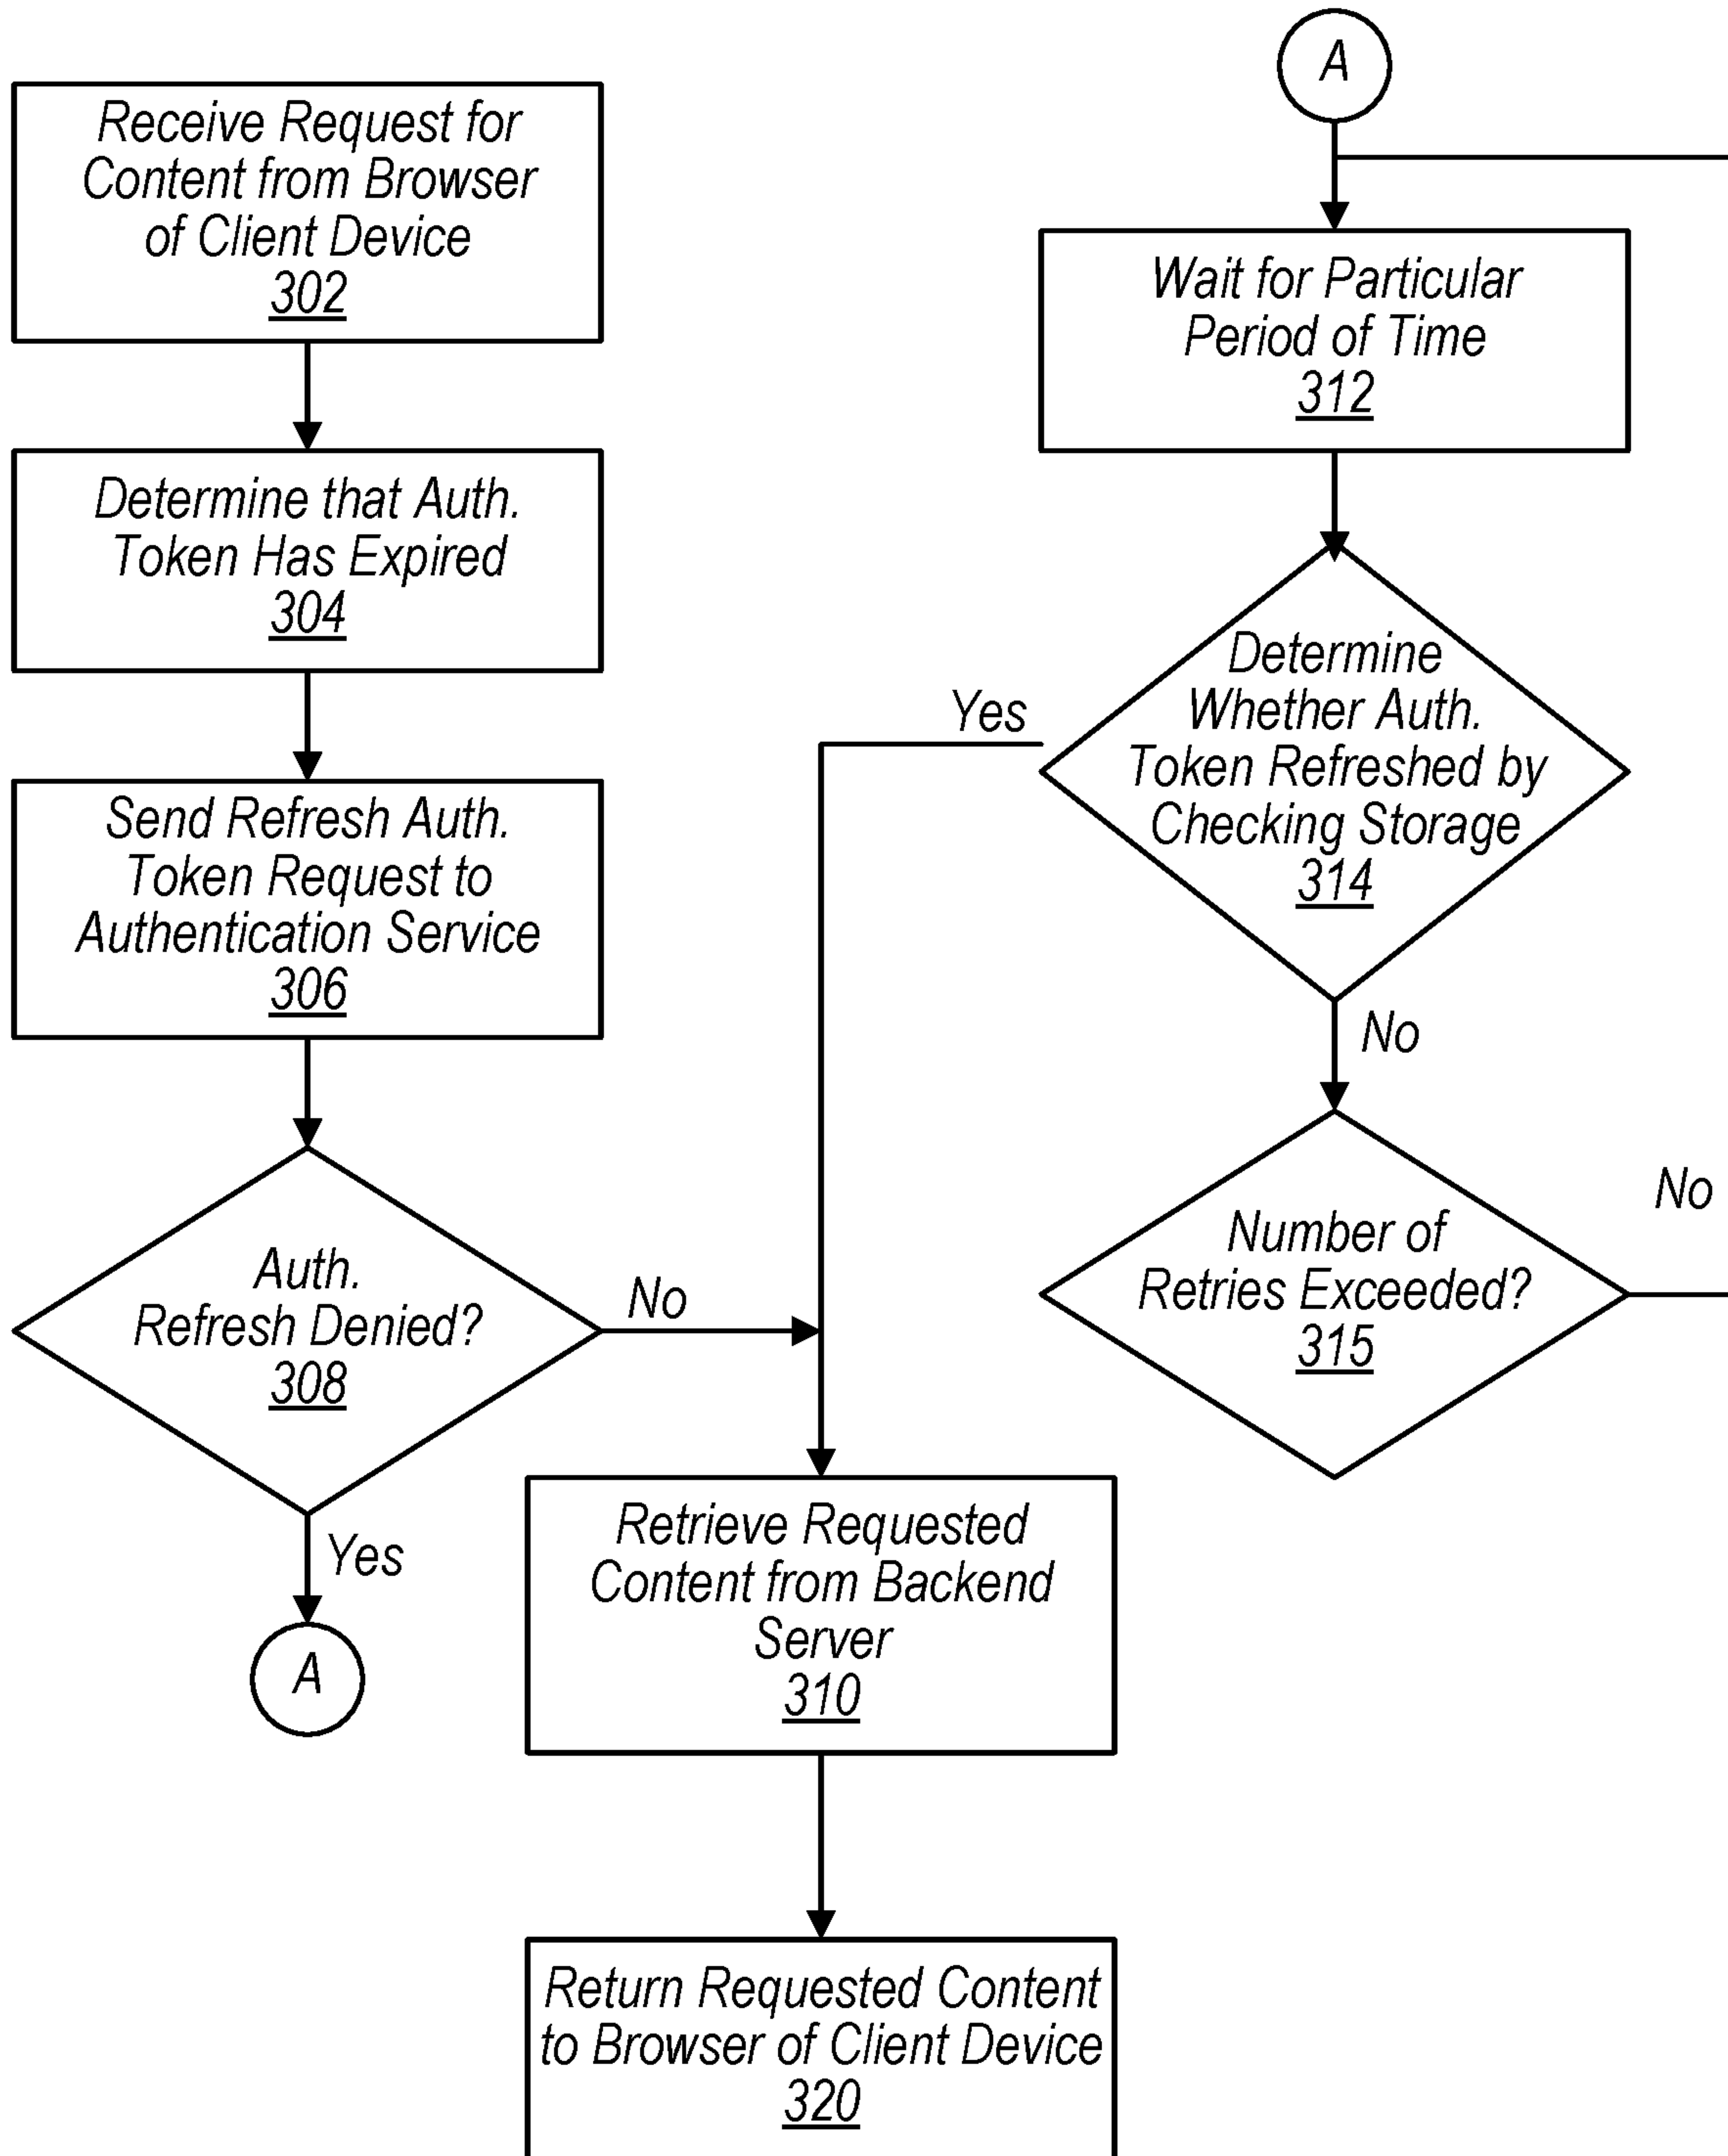 Receive Request for
Content from Browser
of Client Device
302
Determine that Auth.
Token Has Expired
304
Send Refresh Auth.
Token Request to
Authentication Service
306
Auth.
Refresh Denied?
308
No
Yes
A
A
Wait for Particular
Period of Time
312
Determine
Whether Auth.
Token Refreshed by
Checking Storage
314
Yes
No
Number of
Retries Exceeded?
315
No
Retrieve Requested
Content from Backend
Server
310
Return Requested Content
to Browser of Client Device
320